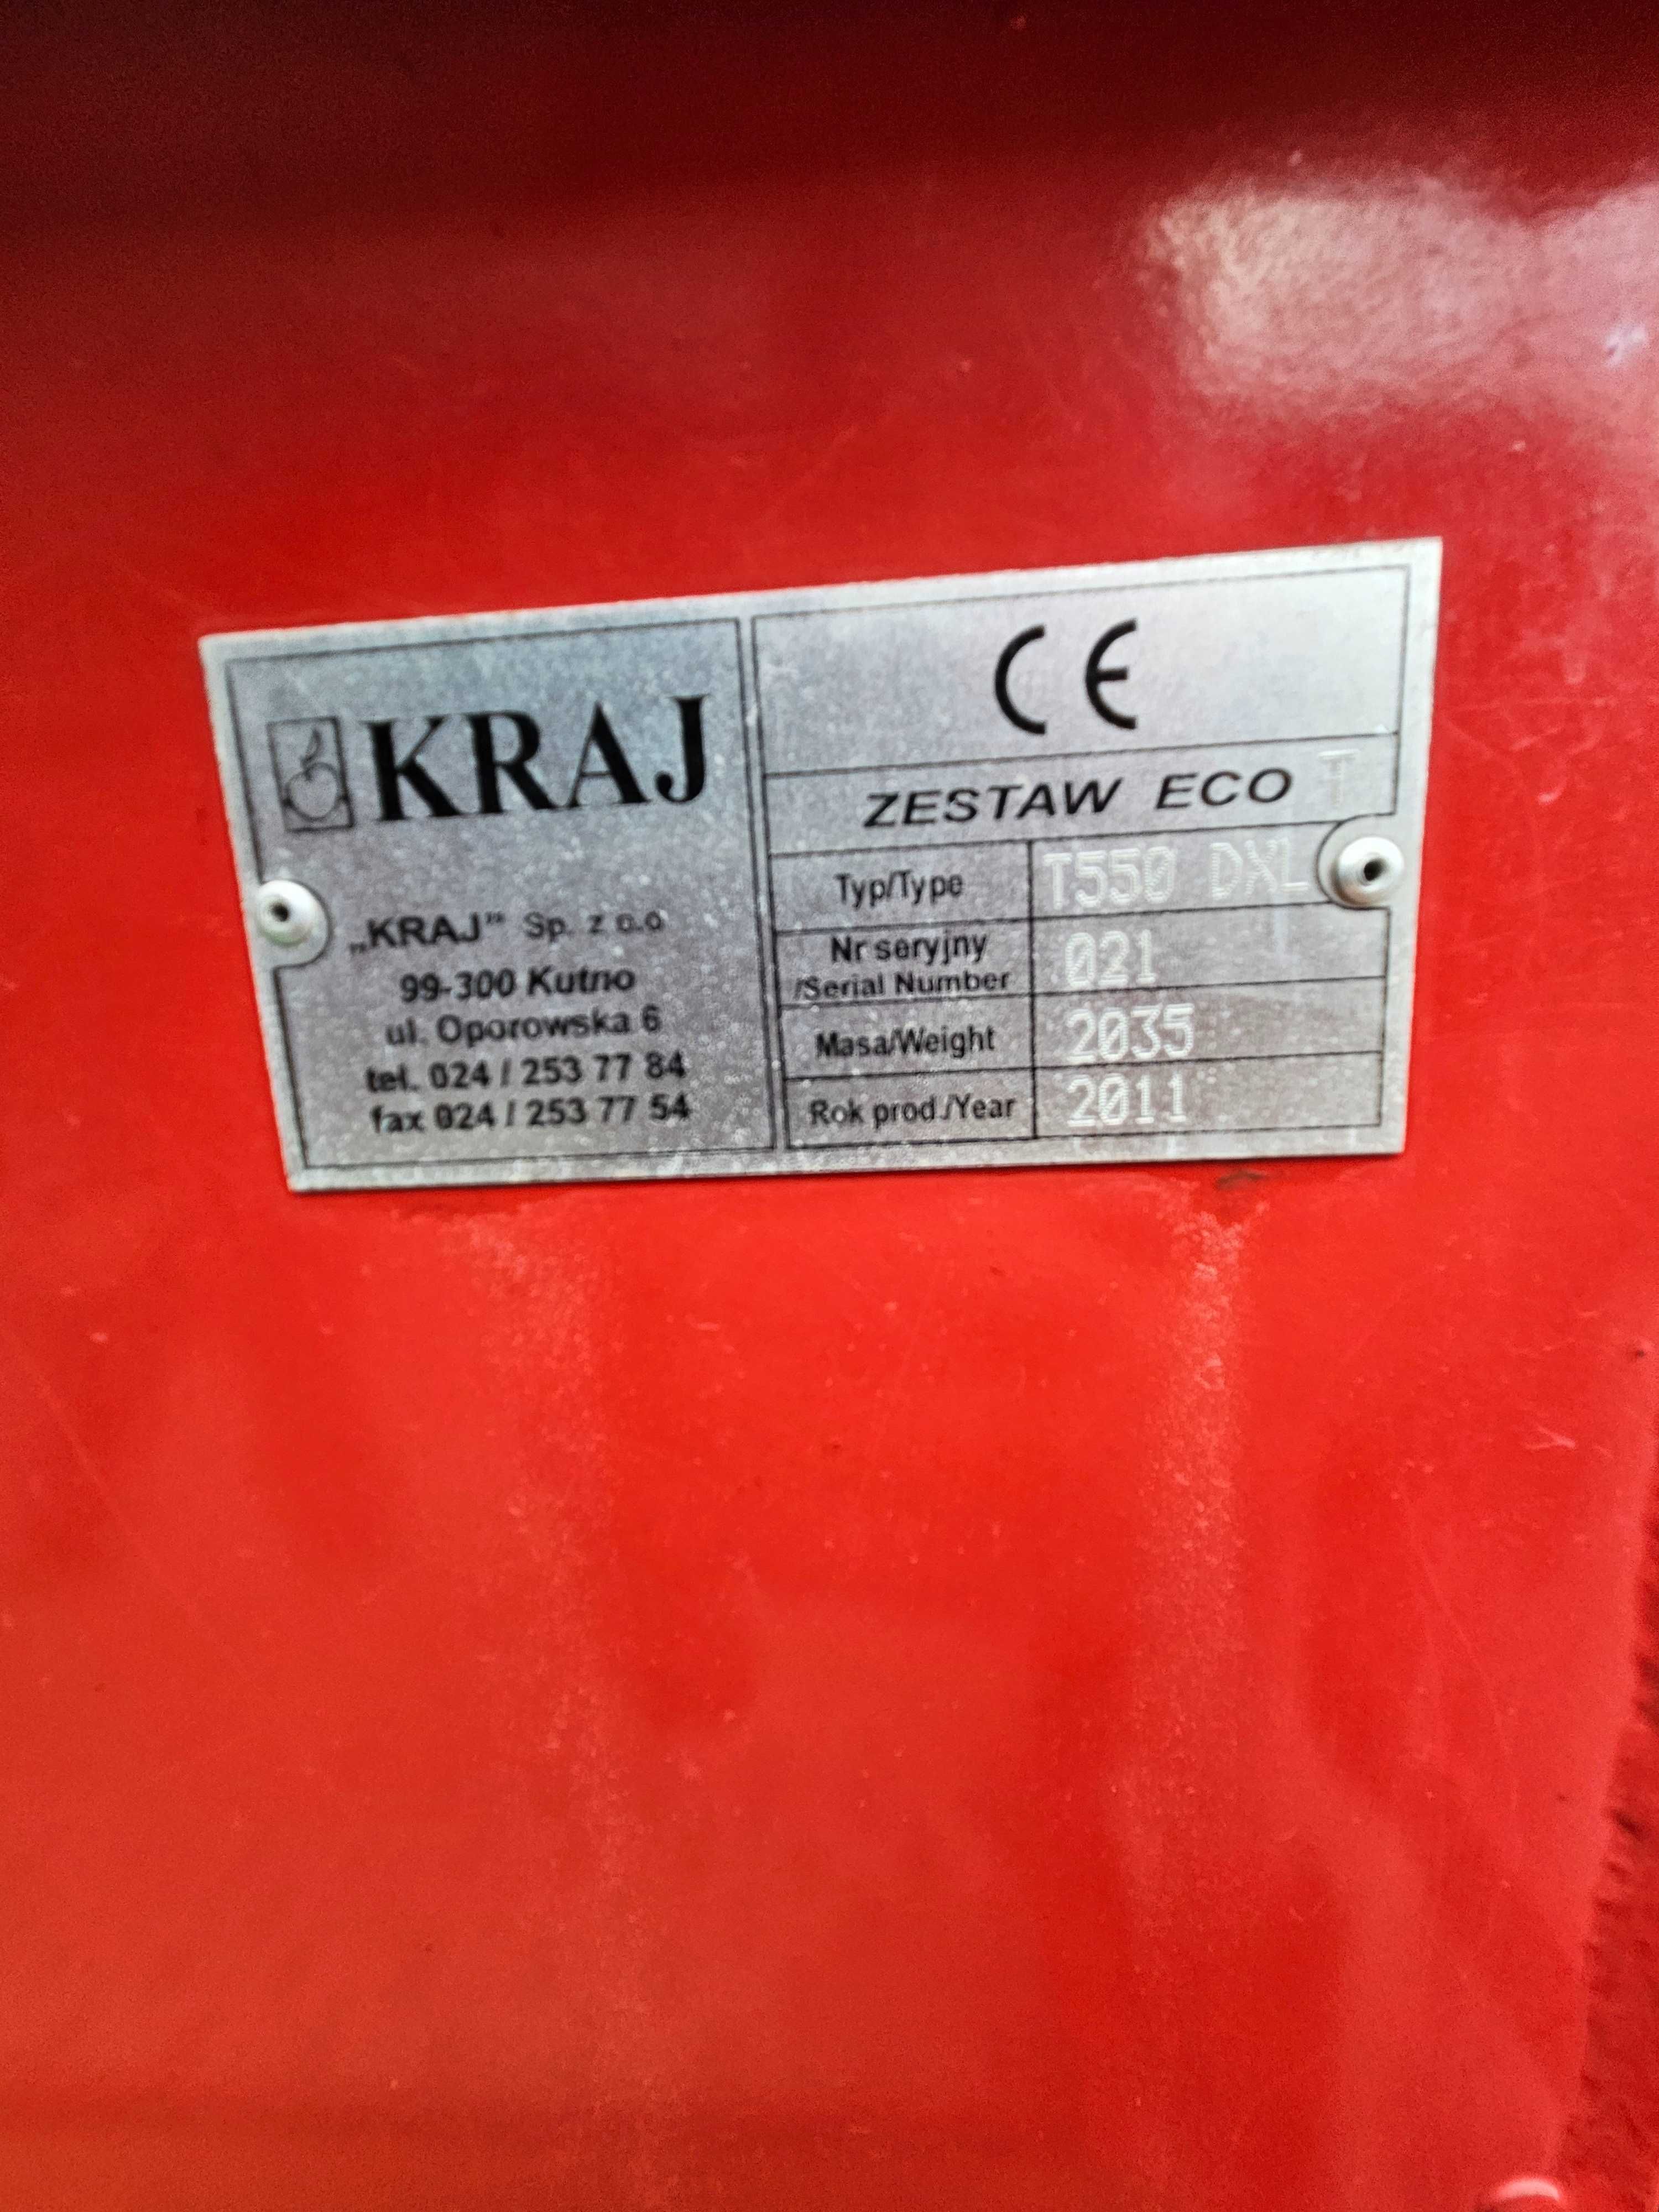 KRAJ
„KRAJ” Sp. z o.o
99-300 Kutno
ul. Oporowska 6
tel. 024 / 253 77 84
fax 024 / 253 77 54
CE
ZESTAW ECO T
Typ/Type T550 DXL
Nr seryjny
/Serial Number 021
Masa/Weight 2035
Rok prod./Year 2011